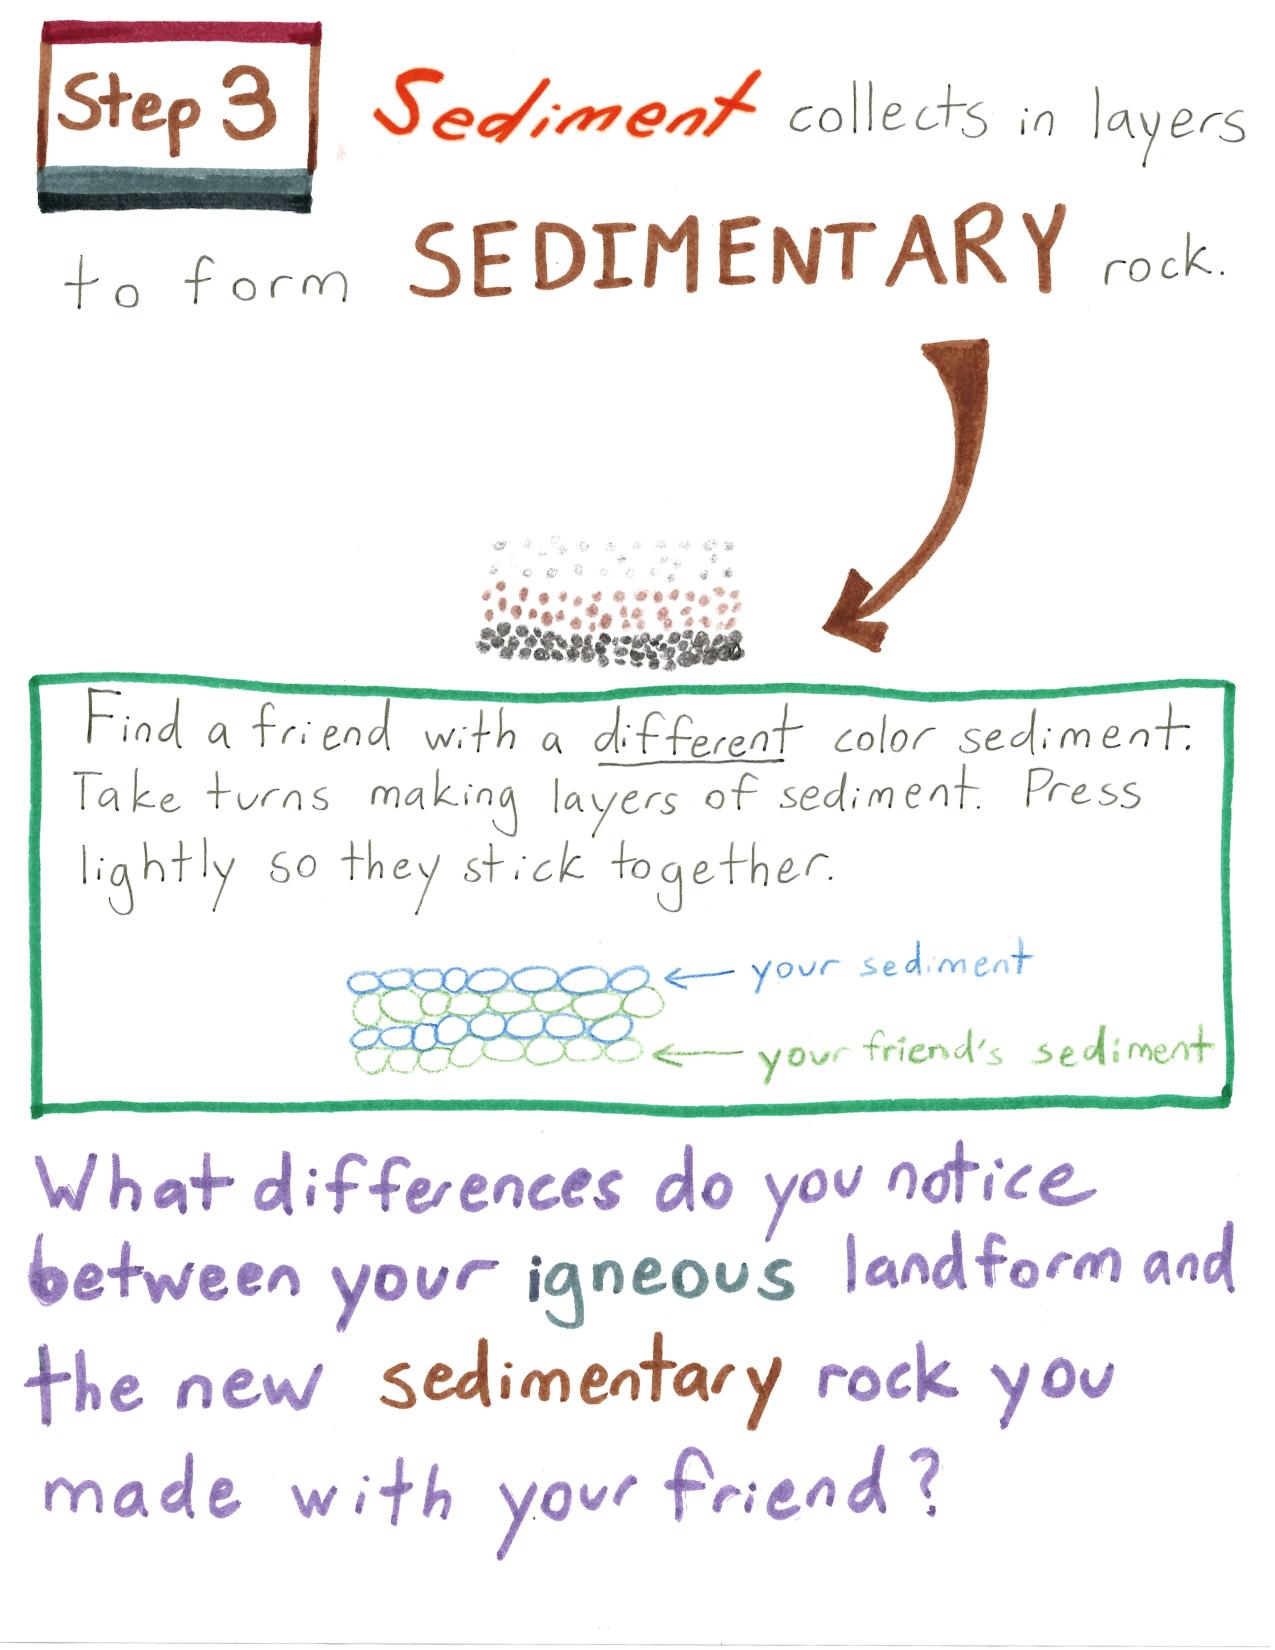 Step 3
Sediment collects in layers
to form SEDIMENTARY rock.
Find a friend with a different color sediment.
Take turns making layers of sediment. Press
lightly so they stick together.
your sediment
your friend's sediment
What differences do you notice
between your igneous landform and
the new sedimentary rock you
made with your friend?